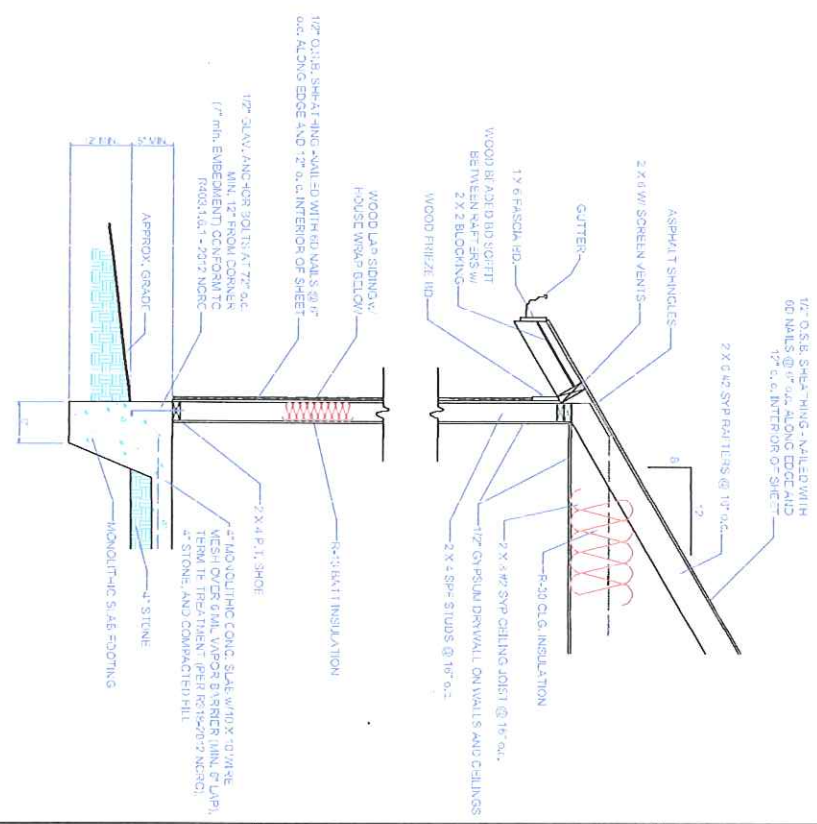 1/2" O.S.B. SHEATHING - NAILED WITH
6D NAILS @ 6" o.c. ALONG EDGE AND
12" o.c. INTERIOR OF SHEET
2 X 6 #2 SYP RAFTERS @ 16" o.c.
ASPHALT SHINGLES
2 X 6 W/ SCREEN VENTS
GUTTER
1 X 6 FASCIA BD.
WOOD BEADED BD SOFFIT
BETWEEN RAFTERS w/
2 X 2 BLOCKING
WOOD FRIEZE BD
8
12
R-30 CLG. INSULATION
2 X #2 SYP CEILING JOIST @ 16" o.c.
1/2" GYPSUM DRYWALL ON WALLS AND CEILINGS
2 X 4 SPF STUDS @ 16" o.c.
WOOD LAP SIDING w/
HOUSE WRAP BELOW
1/2" O.S.B. SHEATHING - NAILED WITH 6D NAILS @ 6"
o.c. ALONG EDGE AND 12" o.c. INTERIOR OF SHEET
R-13 BATT INSULATION
1/2" GLAV. ANCHOR BOLTS AT 72" o.c.
MIN. 12" FROM CORNER
(7" min. EMBEDMENT) CONFORM TO
R403.1.6.1 - 2012 NCRC
2 X 4 P.T. SHOE
4" MONOLITHIC CONC. SLAB w/10 X 10 WIRE
MESH OVER 6 MIL VAPOR BARRIER (MIN. 6" LAP),
TERMITE TREATMENT (PER R318-2012 NCRC),
4" STONE, AND COMPACTED FILL
APPROX. GRADE
12" MIN.
MIN.
4" STONE
MONOLITHIC SLAB FOOTING